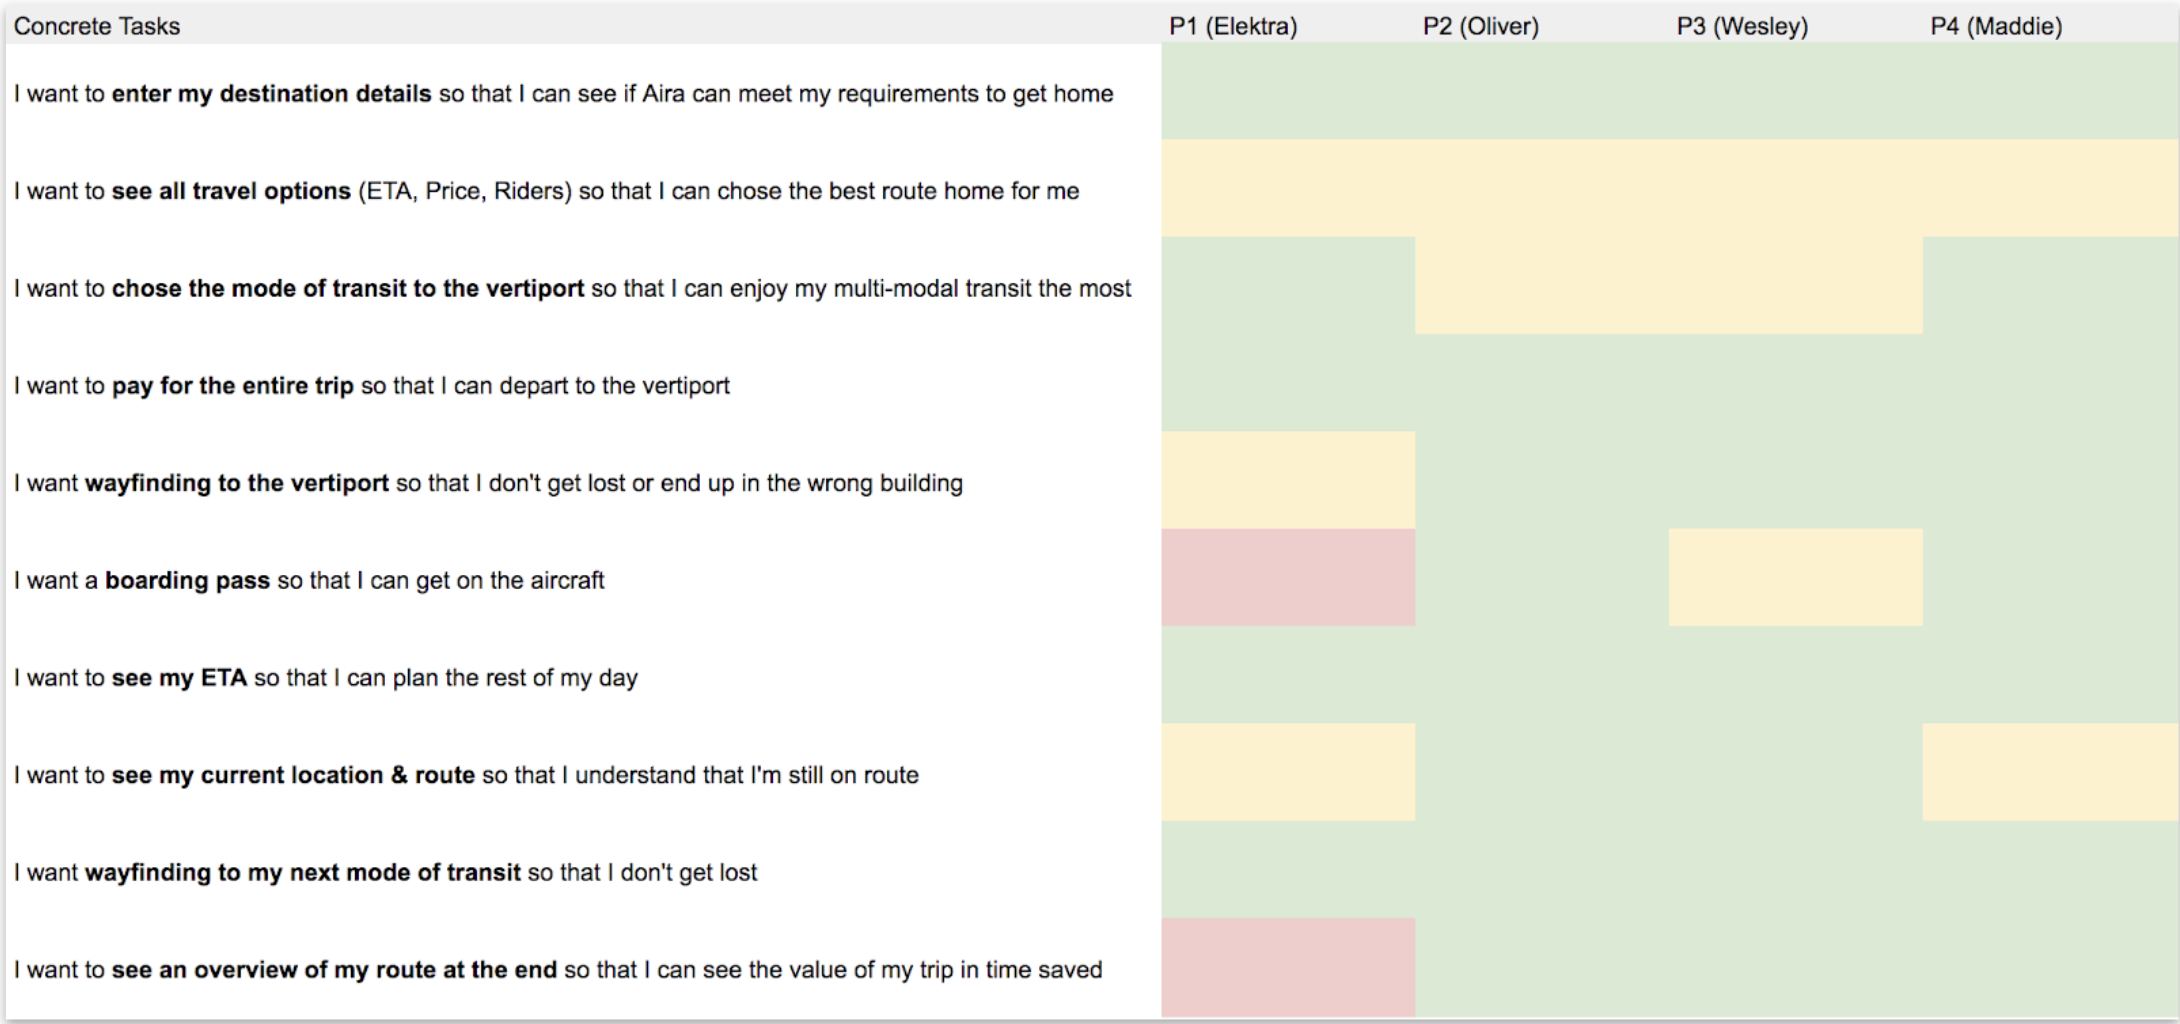 Concrete Tasks P1 (Elektra) P2 (Oliver) P3 (Wesley) P4 (Maddie)
I want to enter my destination details so that I can see if Aira can meet my requirements to get home
I want to see all travel options (ETA, Price, Riders) so that I can chose the best route home for me
I want to chose the mode of transit to the vertiport so that I can enjoy my multi-modal transit the most
I want to pay for the entire trip so that I can depart to the vertiport
I want wayfinding to the vertiport so that I don't get lost or end up in the wrong building
I want a boarding pass so that I can get on the aircraft
I want to see my ETA so that I can plan the rest of my day
I want to see my current location & route so that I understand that I'm still on route
I want wayfinding to my next mode of transit so that I don't get lost
I want to see an overview of my route at the end so that I can see the value of my trip in time saved